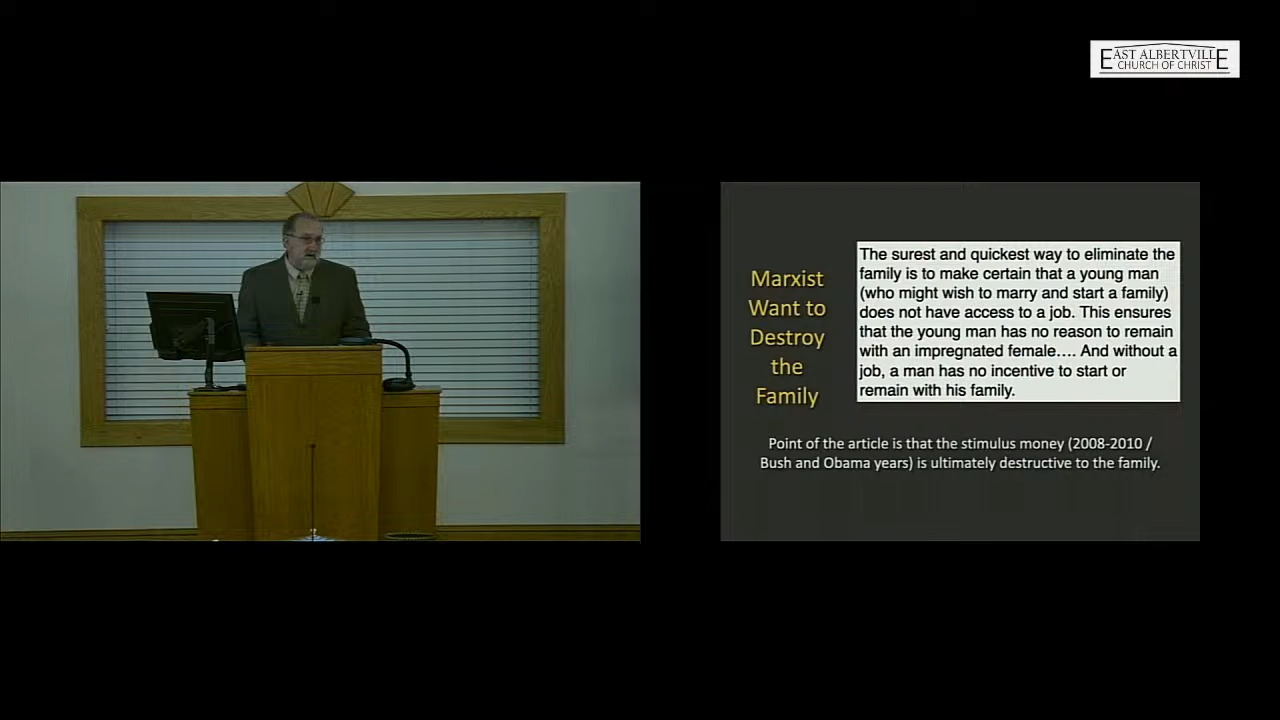 EAST ALBERTVILLE
CHURCH OF CHRIST
Marxist
Want to
Destroy
the
Family
The surest and quickest way to eliminate the
family is to make certain that a young man
(who might wish to marry and start a family)
does not have access to a job. This ensures
that the young man has no reason to remain
with an impregnated female.... And without a
job, a man has no incentive to start or
remain with his family.
Point of the article is that the stimulus money (2008-2010 /
Bush and Obama years) is ultimately destructive to the family.